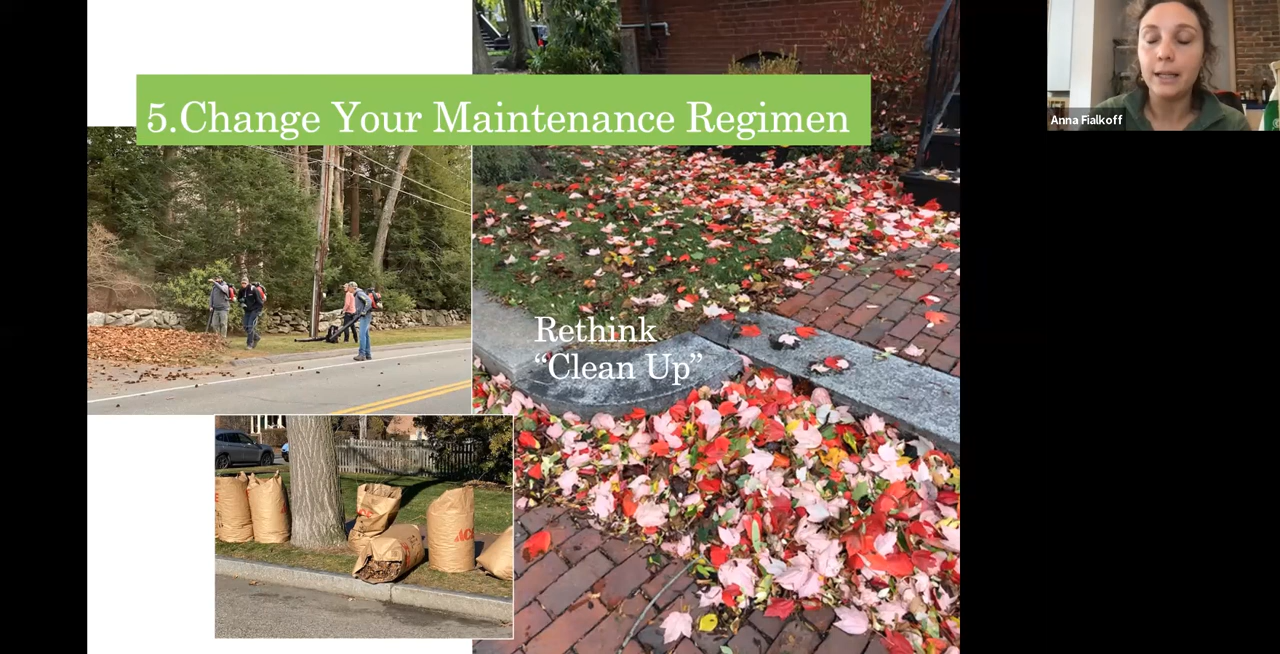 5.Change Your Maintenance Regimen
Anna Fialkoff
Rethink
“Clean Up”